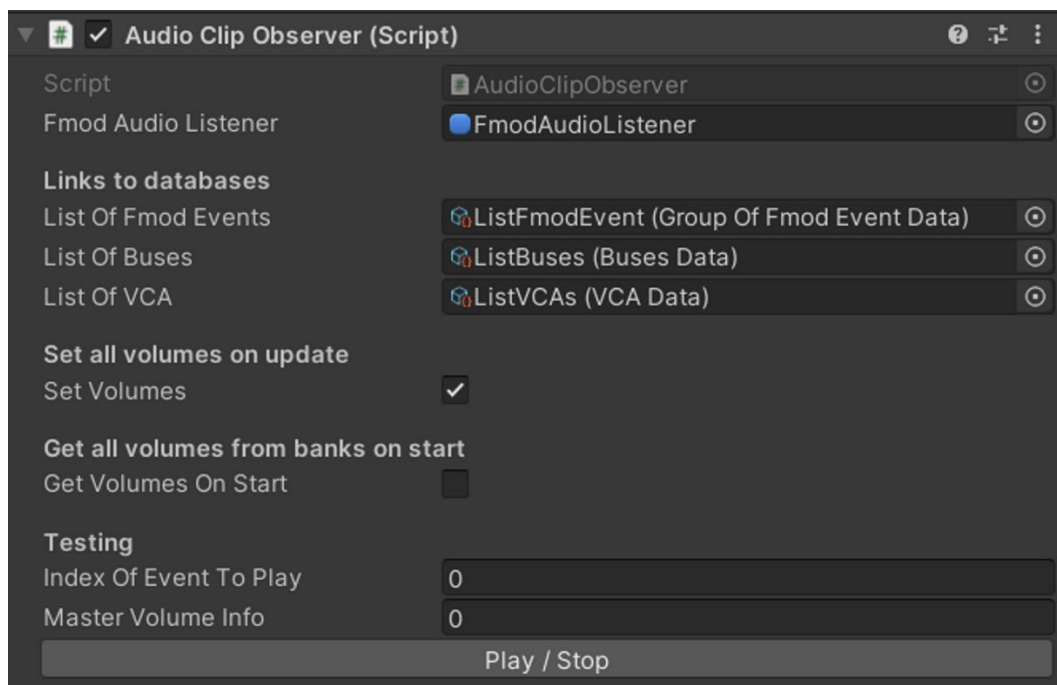 Audio Clip Observer (Script)
Script AudioClipObserver
Fmod Audio Listener FmodAudioListener
Links to databases
List Of Fmod Events ListFmodEvent (Group Of Fmod Event Data)
List Of Buses ListBuses (Buses Data)
List Of VCA ListVCAs (VCA Data)
Set all volumes on update
Set Volumes
Get all volumes from banks on start
Get Volumes On Start
Testing
Index Of Event To Play 0
Master Volume Info 0
Play / Stop